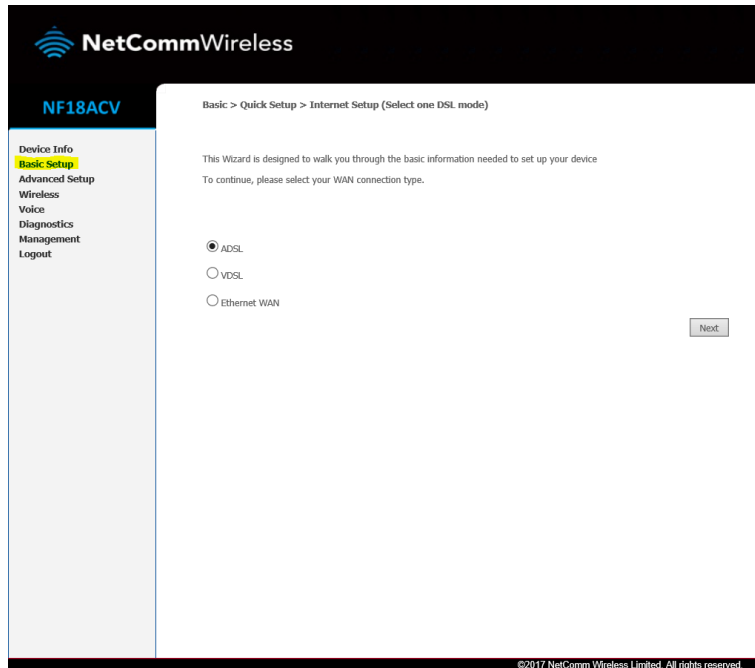 NetCommWireless
NF18ACV
Basic > Quick Setup > Internet Setup (Select one DSL mode)
Device Info
Basic Setup
Advanced Setup
Wireless
Voice
Diagnostics
Management
Logout
This Wizard is designed to walk you through the basic information needed to set up your device
To continue, please select your WAN connection type.
ADSL
VDSL
Ethernet WAN
Next
©2017 NetComm Wireless Limited. All rights reserved.